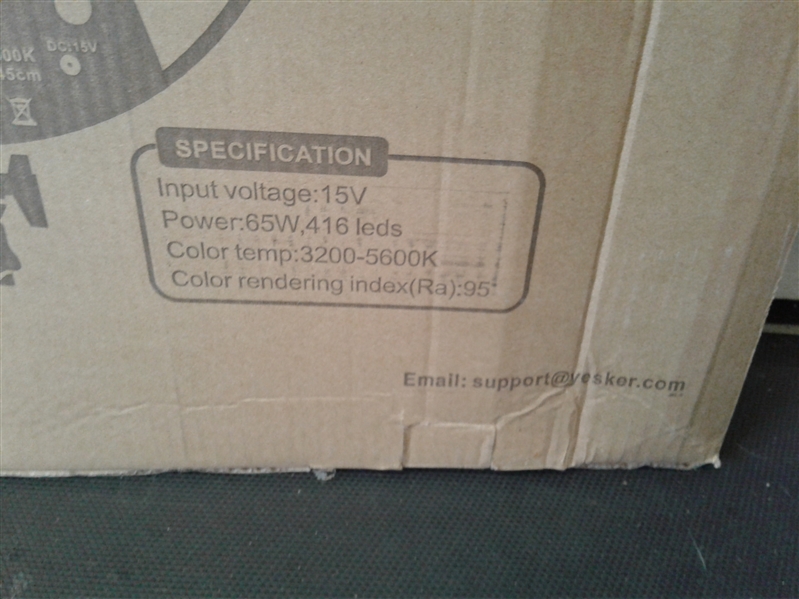 DC:15V
SPECIFICATION
Input voltage:15V
Power:65W,416 leds
Color temp:3200-5600K
Color rendering index(Ra):95
Email: support@yesker.com